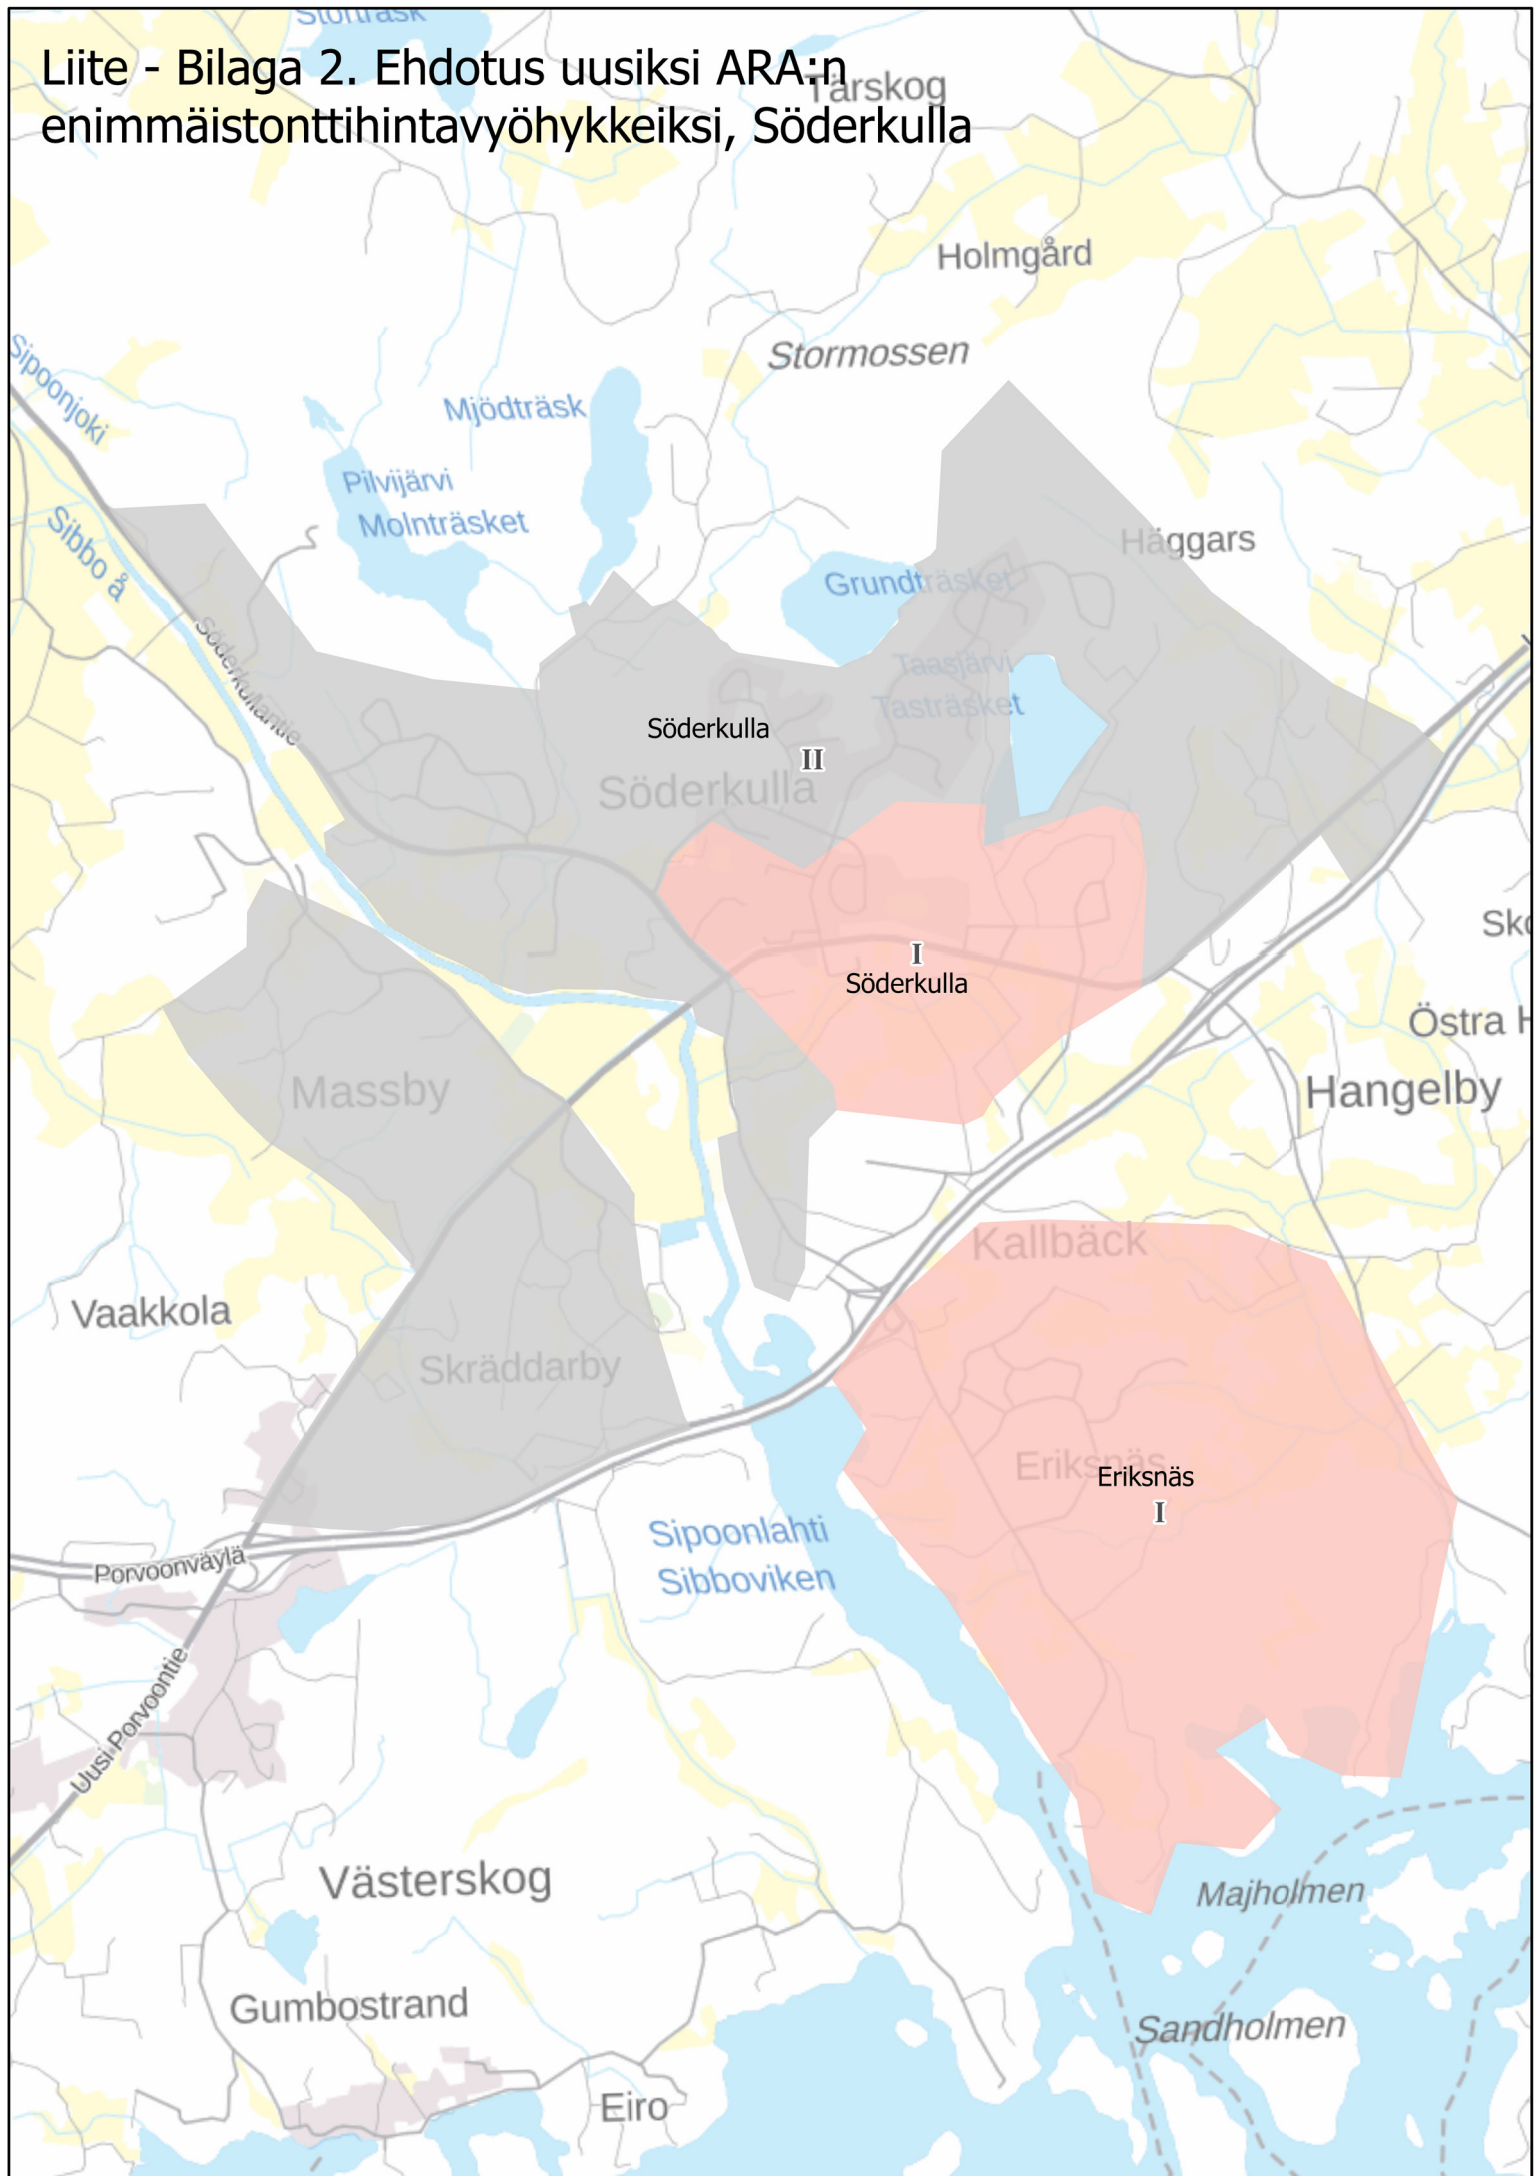 Stortäsk
Liite - Bilaga 2. Ehdotus uusiksi ARA:n
enimmäistonttihintavyöhykkeiksi, Söderkulla
Tärskog
Holmgård
Stormossen
Sipoonjoki
Mjödträsk
Pilvijärvi
Molnträsket
Sibbo å
Häggars
Grundträsket
Söderkullantie
Taasjärvi
Tasträsket
Söderkulla
II
Söderkulla
I
Söderkulla
Östra H
Massby
Hangelby
Kallbäck
Vaakkola
Skräddarby
Eriksnäs
Eriksnäs
I
Sipoonlahti
Sibboviken
Porvoonväylä
Uusi Porvoontie
Västerskog
Majholmen
Gumbostrand
Sandholmen
Eiro